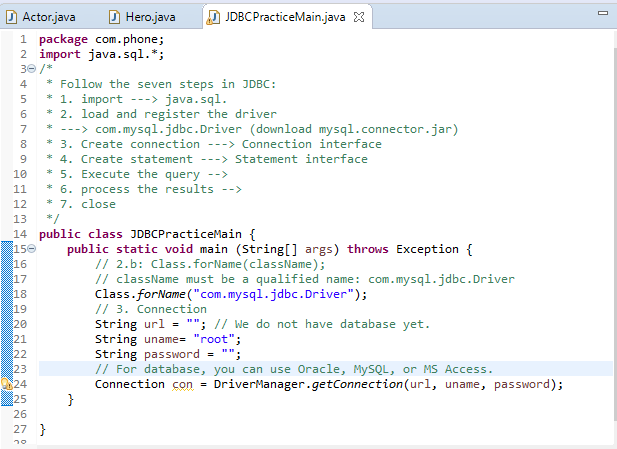 Actor.java Hero.java JDBCPracticeMain.java
1 package com.phone;
2 import java.sql.*;
3 /*
4 * Follow the seven steps in JDBC:
5 * 1. import ---> java.sql.
6 * 2. load and register the driver
7 * ---> com.mysql.jdbc.Driver (download mysql.connector.jar)
8 * 3. Create connection ---> Connection interface
9 * 4. Create statement ---> Statement interface
10 * 5. Execute the query -->
11 * 6. process the results -->
12 * 7. close
13 */
14 public class JDBCPracticeMain {
15 public static void main (String[] args) throws Exception {
16 // 2.b: Class.forName(className);
17 // className must be a qualified name: com.mysql.jdbc.Driver
18 Class.forName("com.mysql.jdbc.Driver");
19 // 3. Connection
20 String url = ""; // We do not have database yet.
21 String uname= "root";
22 String password = "";
23 // For database, you can use Oracle, MySQL, or MS Access.
24 Connection con = DriverManager.getConnection(url, uname, password);
25 }
26
27 }
28